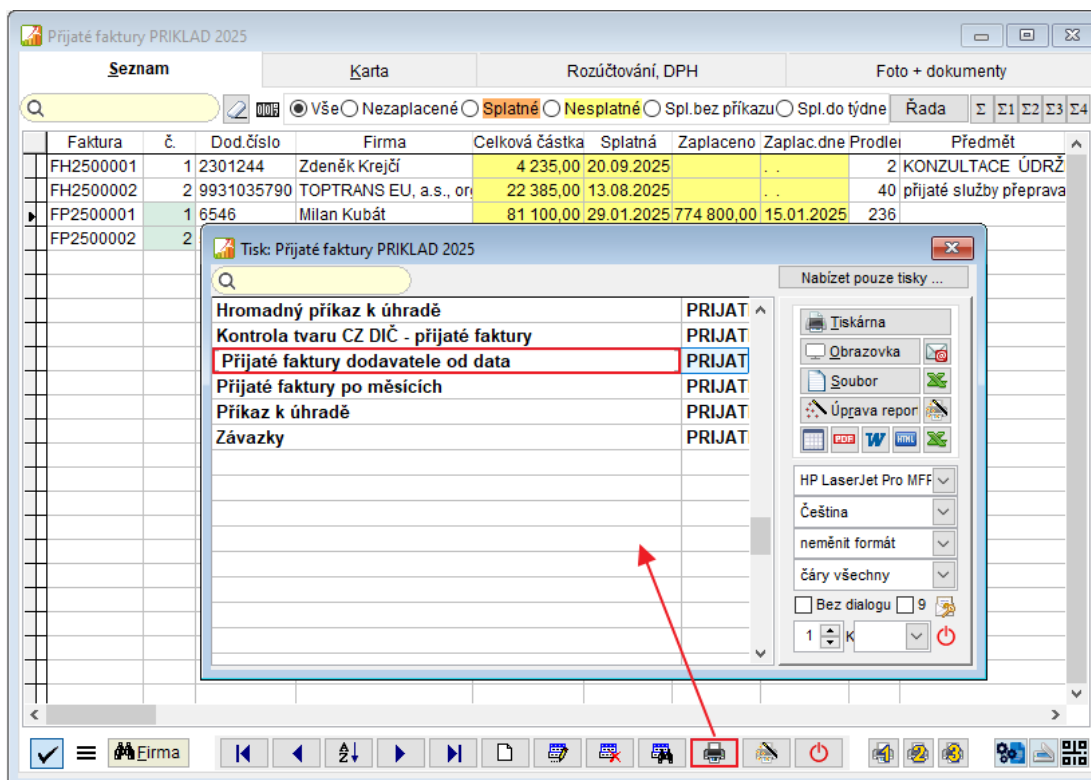 Přijaté faktury PRIKLAD 2025
Seznam Karta Rozúčtování, DPH Foto + dokumenty
Vše Nezaplacené Splatné Nesplatné Spl.bez příkazu Spl.do týdne Řada Σ Σ1 Σ2 Σ3 Σ4
Faktura č. Dod.číslo Firma Celková částka Splatná Zaplaceno Zaplac.dne Prodlei Předmět
FH2500001 1 2301244 Zdeněk Krejčí 4 235,00 20.09.2025 . . 2 KONZULTACE ÚDRŽ
FH2500002 2 9931035790 TOPTRANS EU, a.s., org 22 385,00 13.08.2025 . . 40 přijaté služby přeprava
FP2500001 1 6546 Milan Kubát 81 100,00 29.01.2025 774 800,00 15.01.2025 236
FP2500002 2
Tisk: Přijaté faktury PRIKLAD 2025
Nabízet pouze tisky ...
Hromadný příkaz k úhradě PRIJAT
Kontrola tvaru CZ DIČ - přijaté faktury PRIJAT
Přijaté faktury dodavatele od data PRIJAT
Přijaté faktury po měsících PRIJAT
Příkaz k úhradě PRIJAT
Závazky PRIJAT
Tiskárna
Obrazovka
Soubor
Úprava repor
PDF W HTML
HP LaserJet Pro MFF
Čeština
neměnit formát
čáry všechny
Bez dialogu 9
1 K
Firma